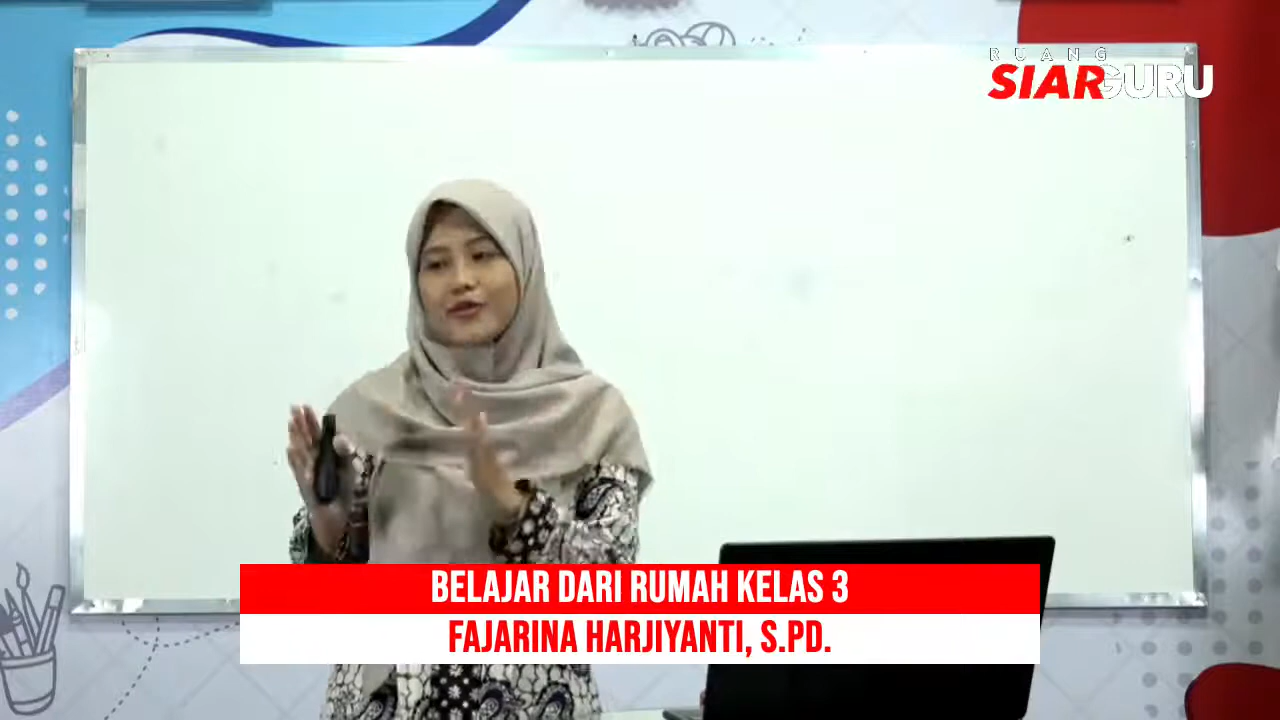 RUANG
SIARGURU
BELAJAR DARI RUMAH KELAS 3
FAJARINA HARJIYANTI, S.PD.